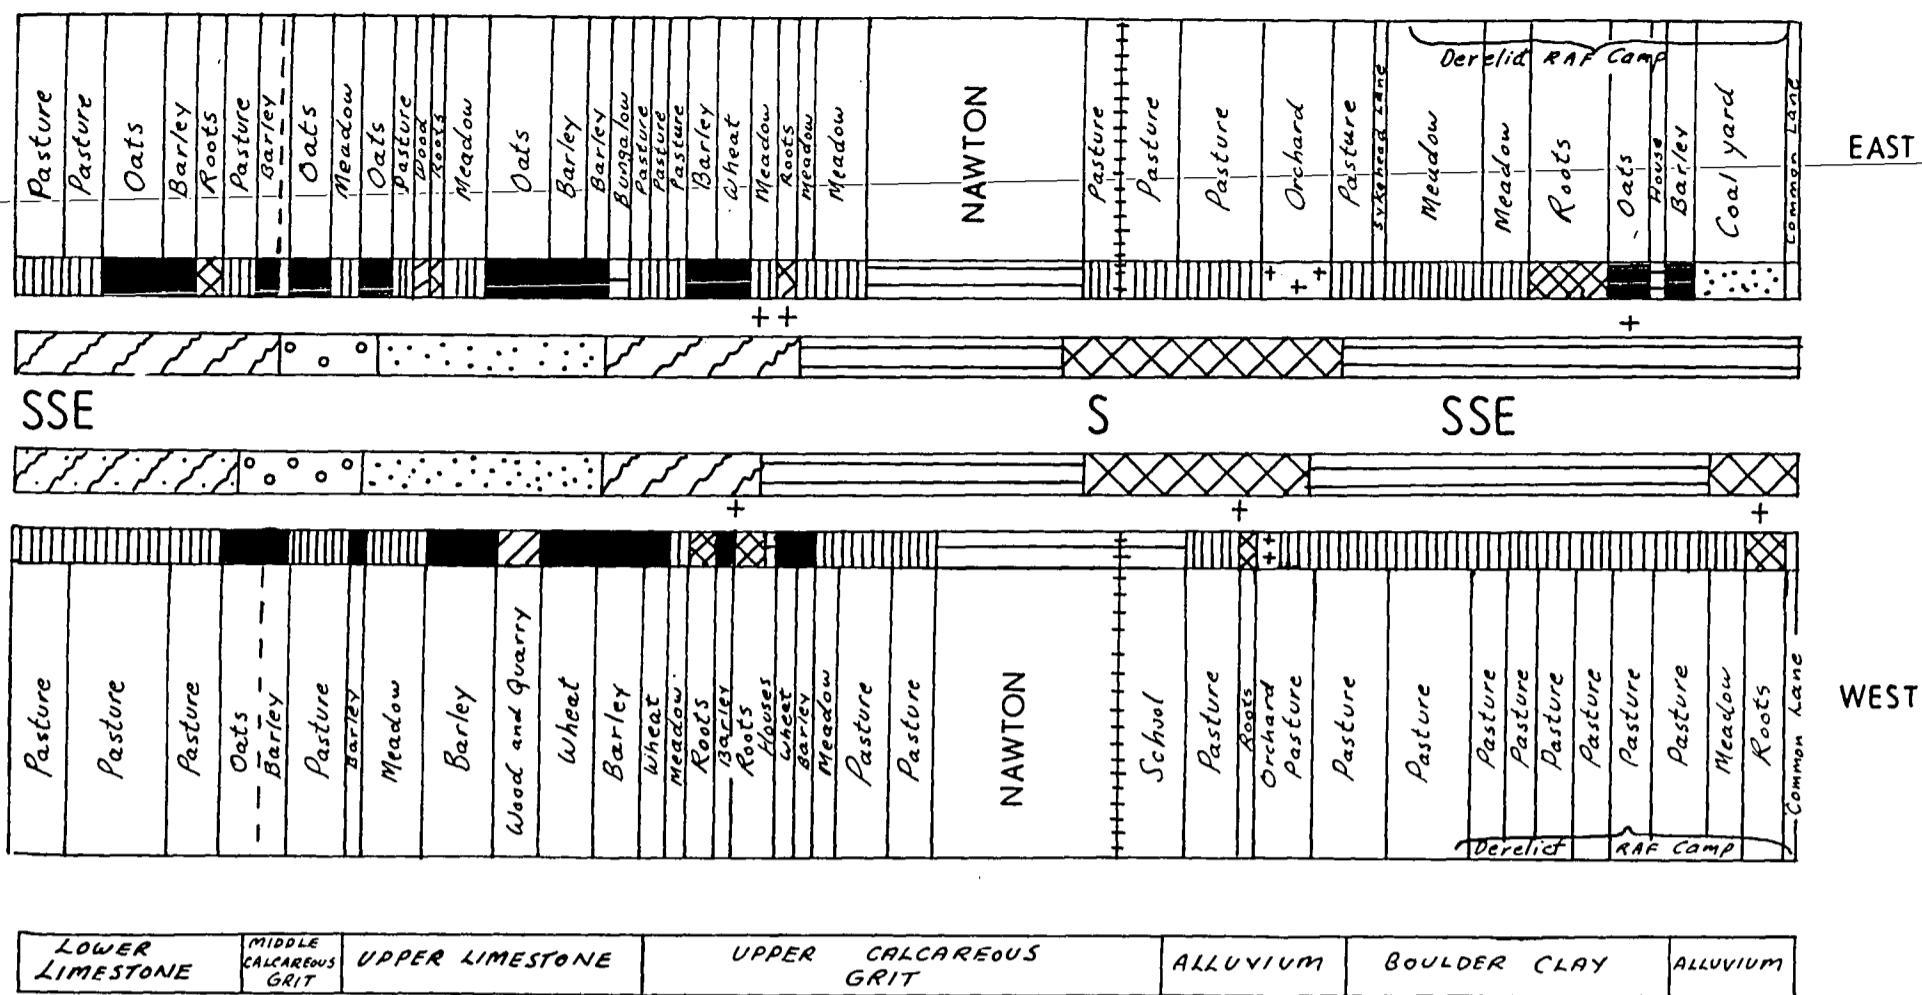 Derelict RAF Camp
Pasture
Pasture
Oats
Barley
Roots
Pasture
Barley
Oats
Meadow
Oats
Pasture
Wood
Roots
Meadow
Oats
Barley
Barley
Bungalow
Pasture
Pasture
Pasture
Barley
Wheat
Meadow
Roots
Meadow
Meadow
NAWTON
Pasture
Pasture
Pasture
Orchard
Pasture
Sykehead Lane
Meadow
Meadow
Roots
Oats
House
Barley
Coal yard
Common Lane
EAST
SSE
S
SSE
Pasture
Pasture
Pasture
Oats
Barley
Pasture
Barley
Meadow
Barley
Wood and Quarry
Wheat
Barley
Wheat
Meadow
Roots
Barley
Roots
Houses
Wheat
Barley
Meadow
Pasture
Pasture
NAWTON
School
Pasture
Roots
Orchard
Pasture
Pasture
Pasture
Pasture
Pasture
Pasture
Pasture
Pasture
Pasture
Meadow
Roots
Common Lane
WEST
Derelict RAF Camp
LOWER
LIMESTONE
MIDDLE
CALCAREOUS
GRIT
UPPER LIMESTONE
UPPER CALCAREOUS
GRIT
ALLUVIUM
BOULDER CLAY
ALLUVIUM